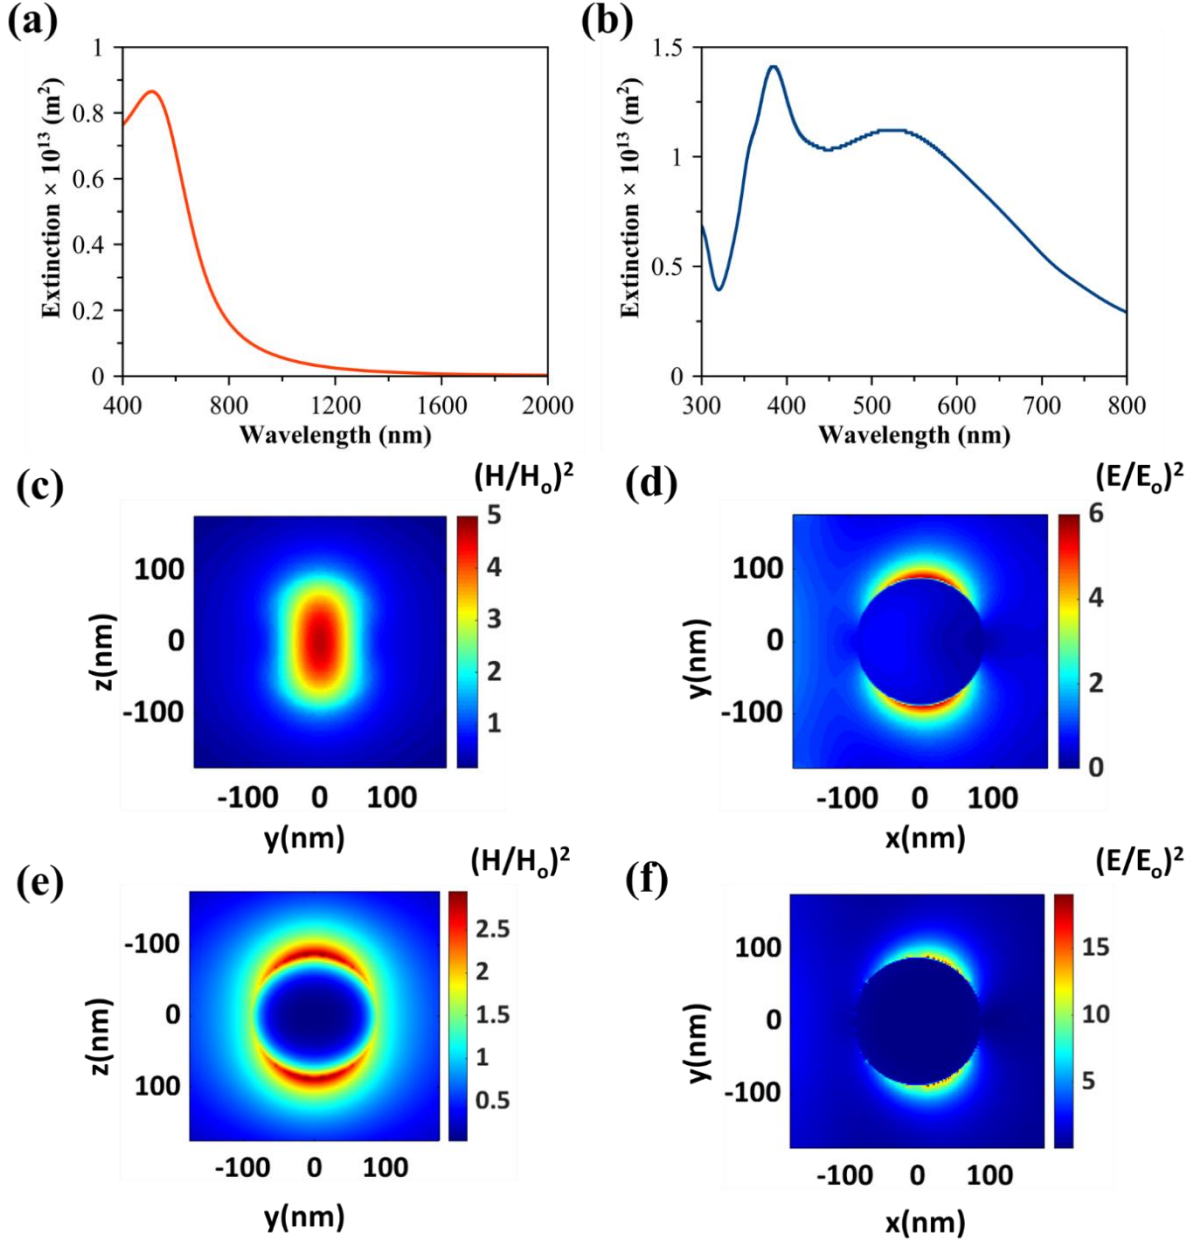 (a)
Extinction × 10¹³ (m²)
1
0.8
0.6
0.4
0.2
0
400 800 1200 1600 2000
Wavelength (nm)
(b)
Extinction × 10¹³ (m²)
1.5
1
0.5
0
300 400 500 600 700 800
Wavelength (nm)
(c)
(H/Hₒ)²
z(nm)
100
0
-100
-100 0 100
y(nm)
5
4
3
2
1
(d)
(E/Eₒ)²
y(nm)
100
0
-100
-100 0 100
x(nm)
6
4
2
0
(e)
(H/Hₒ)²
z(nm)
-100
0
100
-100 0 100
y(nm)
2.5
2
1.5
1
0.5
(f)
(E/Eₒ)²
y(nm)
100
0
-100
-100 0 100
x(nm)
15
10
5